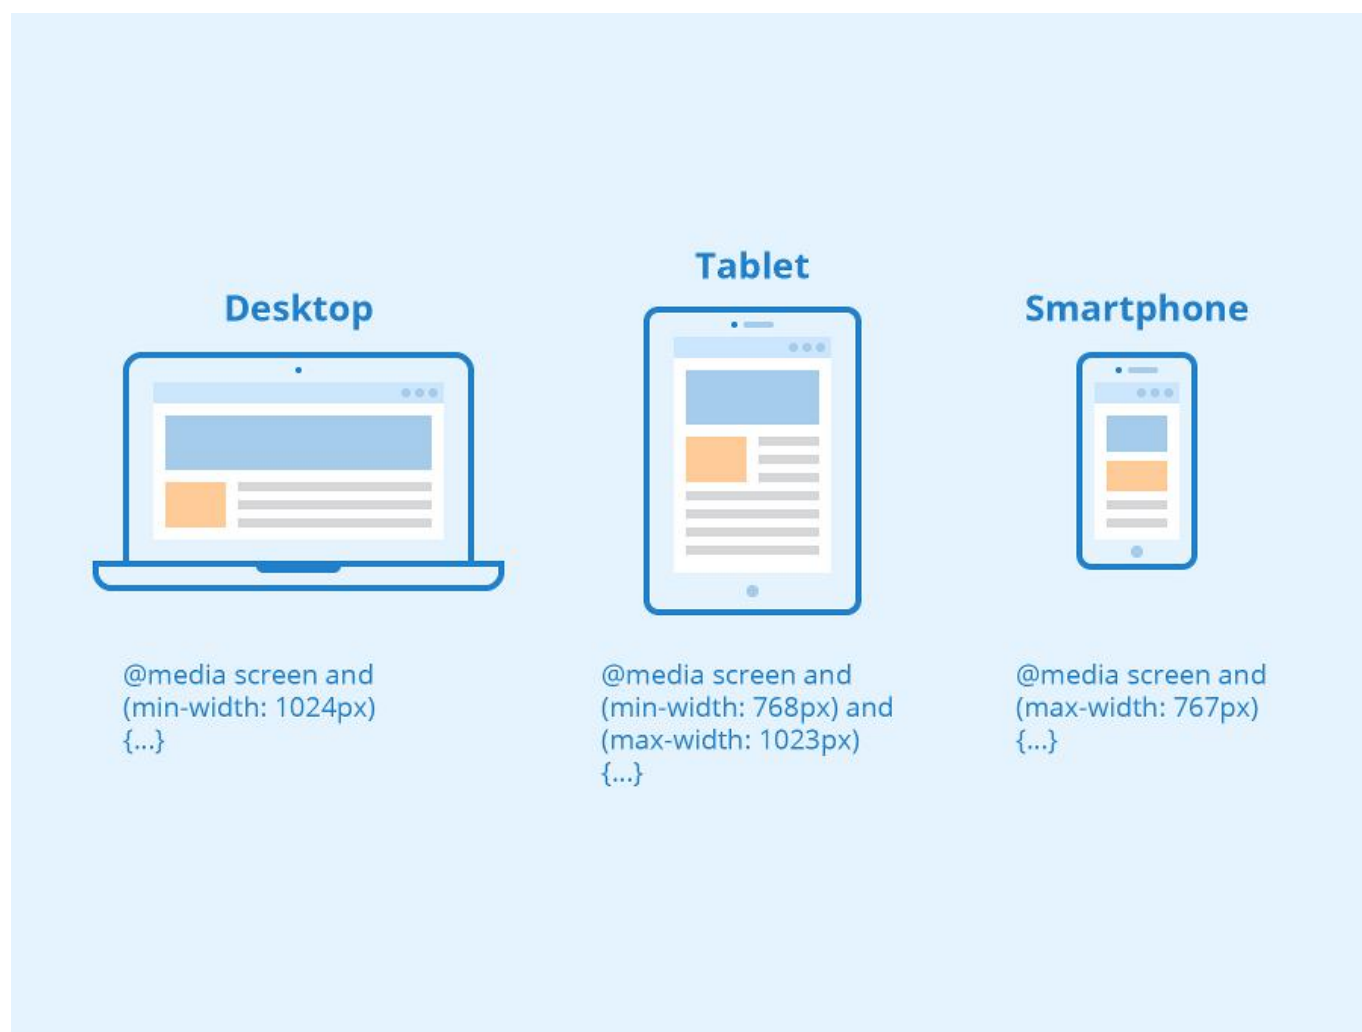 Desktop
@media screen and
(min-width: 1024px)
{...}
Tablet
@media screen and
(min-width: 768px) and
(max-width: 1023px)
{...}
Smartphone
@media screen and
(max-width: 767px)
{...}